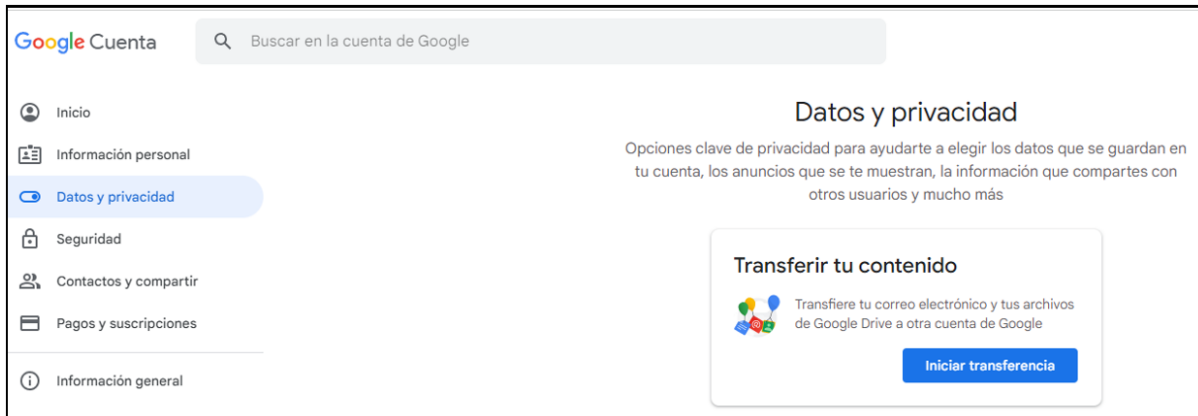 Google Cuenta
Buscar en la cuenta de Google
Inicio
Información personal
Datos y privacidad
Seguridad
Contactos y compartir
Pagos y suscripciones
Información general
Datos y privacidad
Opciones clave de privacidad para ayudarte a elegir los datos que se guardan en
tu cuenta, los anuncios que se te muestran, la información que compartes con
otros usuarios y mucho más
Transferir tu contenido
Transfiere tu correo electrónico y tus archivos
de Google Drive a otra cuenta de Google
Iniciar transferencia